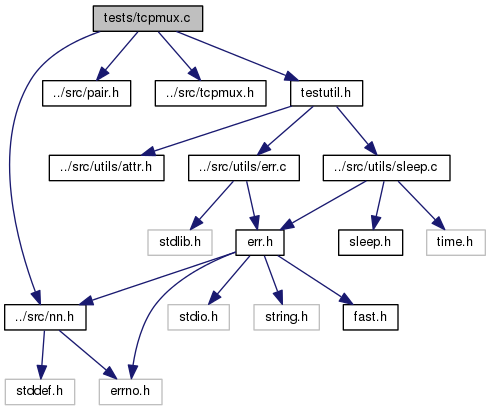 tests/tcpmux.c
../src/pair.h
../src/tcpmux.h
testutil.h
../src/utils/attr.h
../src/utils/err.c
../src/utils/sleep.c
stdlib.h
err.h
sleep.h
time.h
../src/nn.h
stdio.h
string.h
fast.h
stddef.h
errno.h